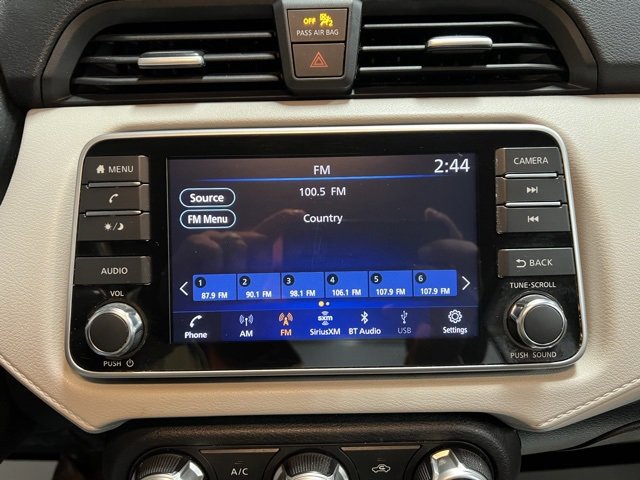 OFF
PASS AIR BAG
MENU
AUDIO
VOL
PUSH
FM
2:44
Source
100.5 FM
FM Menu
Country
1 2 3 4 5 6
87.9 FM 90.1 FM 98.1 FM 106.1 FM 107.9 FM 107.9 FM
Phone AM FM SiriusXM BT Audio USB Settings
sxm
CAMERA
BACK
TUNE-SCROLL
PUSH SOUND
A/C